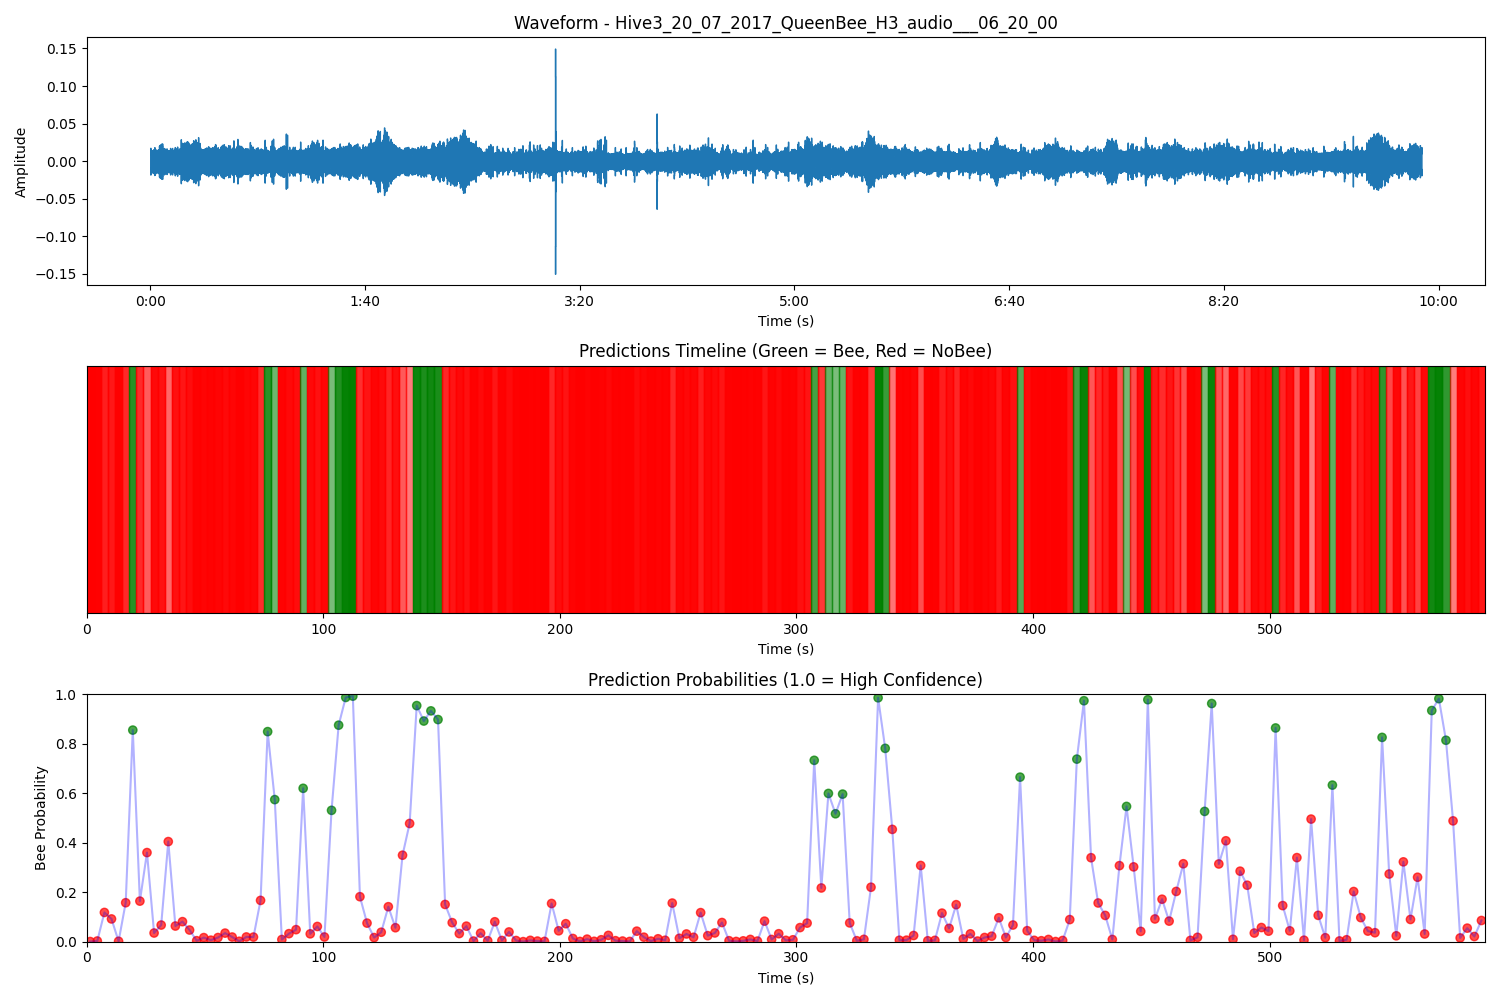 Waveform - Hive3_20_07_2017_QueenBee_H3_audio___06_20_00
0.15
0.10
0.05
0.00
−0.05
−0.10
−0.15
Amplitude
0:00 1:40 3:20 5:00 6:40 8:20 10:00
Time (s)
Predictions Timeline (Green = Bee, Red = NoBee)
0 100 200 300 400 500
Time (s)
Prediction Probabilities (1.0 = High Confidence)
1.0
0.8
0.6
0.4
0.2
0.0
Bee Probability
0 100 200 300 400 500
Time (s)